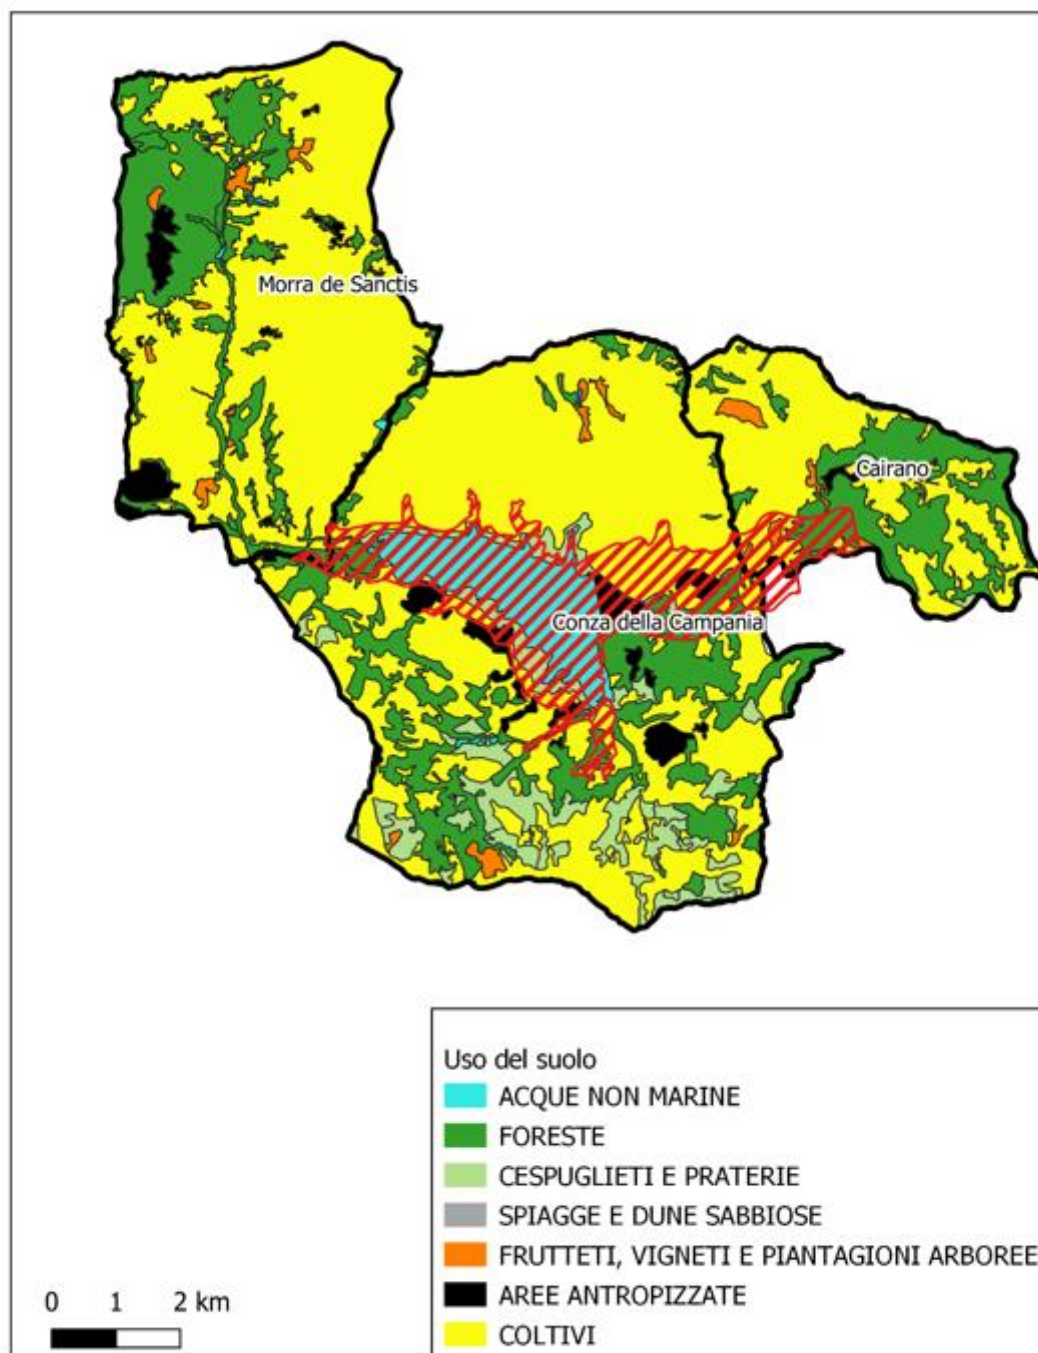 Morra de Sanctis
Cairano
Conza della Campania
Uso del suolo
ACQUE NON MARINE
FORESTE
CESPUGLIETI E PRATERIE
SPIAGGE E DUNE SABBIOSE
FRUTTETI, VIGNETI E PIANTAGIONI ARBOREE
AREE ANTROPIZZATE
COLTIVI
0 1 2 km